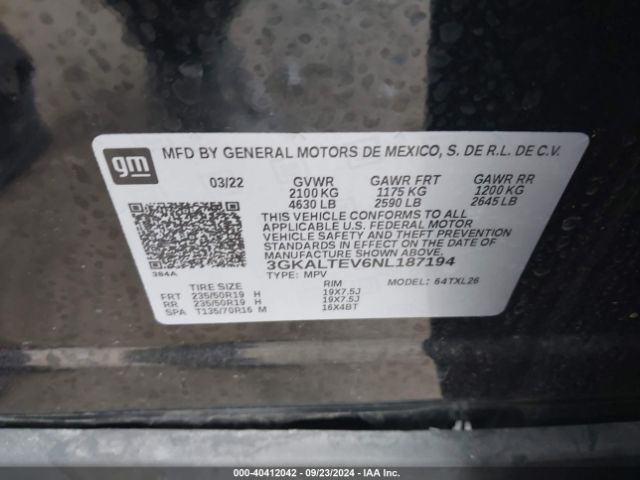 gm
MFD BY GENERAL MOTORS DE MEXICO, S. DE R.L. DE C.V.
03/22 GVWR GAWR FRT GAWR RR
2100 KG 1175 KG 1200 KG
4630 LB 2590 LB 2645 LB
THIS VEHICLE CONFORMS TO ALL
APPLICABLE U.S. FEDERAL MOTOR
VEHICLE SAFETY AND THEFT PREVENTION
STANDARDS IN EFFECT ON THE DATE
OF MANUFACTURE SHOWN ABOVE.
3GKALTEV6NL187194
384A
TYPE: MPV MODEL: 64TXL26
TIRE SIZE RIM
FRT 235/50R19 H 19X7.5J
RR 235/50R19 H 19X7.5J
SPA T135/70R16 M 16X4BT
000-40412042 - 09/23/2024 - IAAI.COM